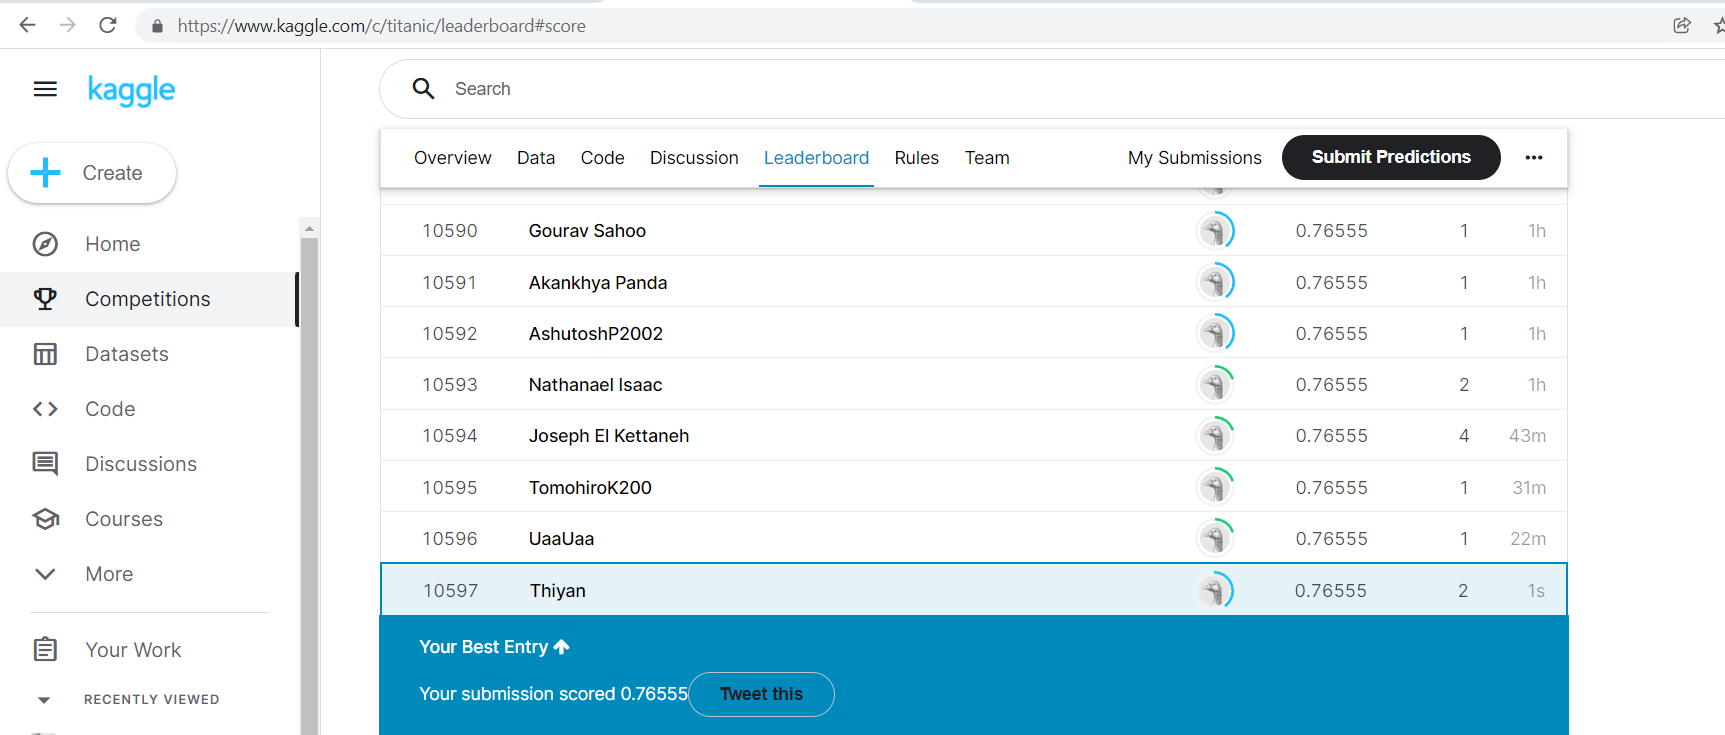 https://www.kaggle.com/c/titanic/leaderboard#score
kaggle
Search
Create
Overview Data Code Discussion Leaderboard Rules Team My Submissions Submit Predictions
Home
Competitions
Datasets
Code
Discussions
Courses
More
Your Work
RECENTLY VIEWED
10590 Gourav Sahoo 0.76555 1 1h
10591 Akankhya Panda 0.76555 1 1h
10592 AshutoshP2002 0.76555 1 1h
10593 Nathanael Isaac 0.76555 2 1h
10594 Joseph El Kettaneh 0.76555 4 43m
10595 TomohiroK200 0.76555 1 31m
10596 UaaUaa 0.76555 1 22m
10597 Thiyan 0.76555 2 1s
Your Best Entry
Your submission scored 0.76555 Tweet this